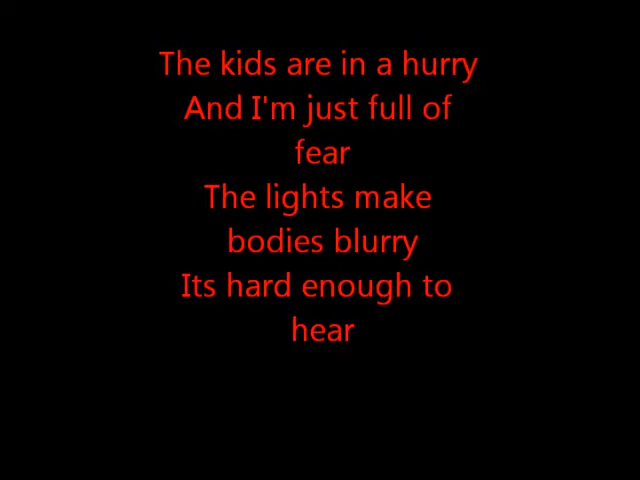 The kids are in a hurry
And I'm just full of
fear
The lights make
bodies blurry
Its hard enough to
hear